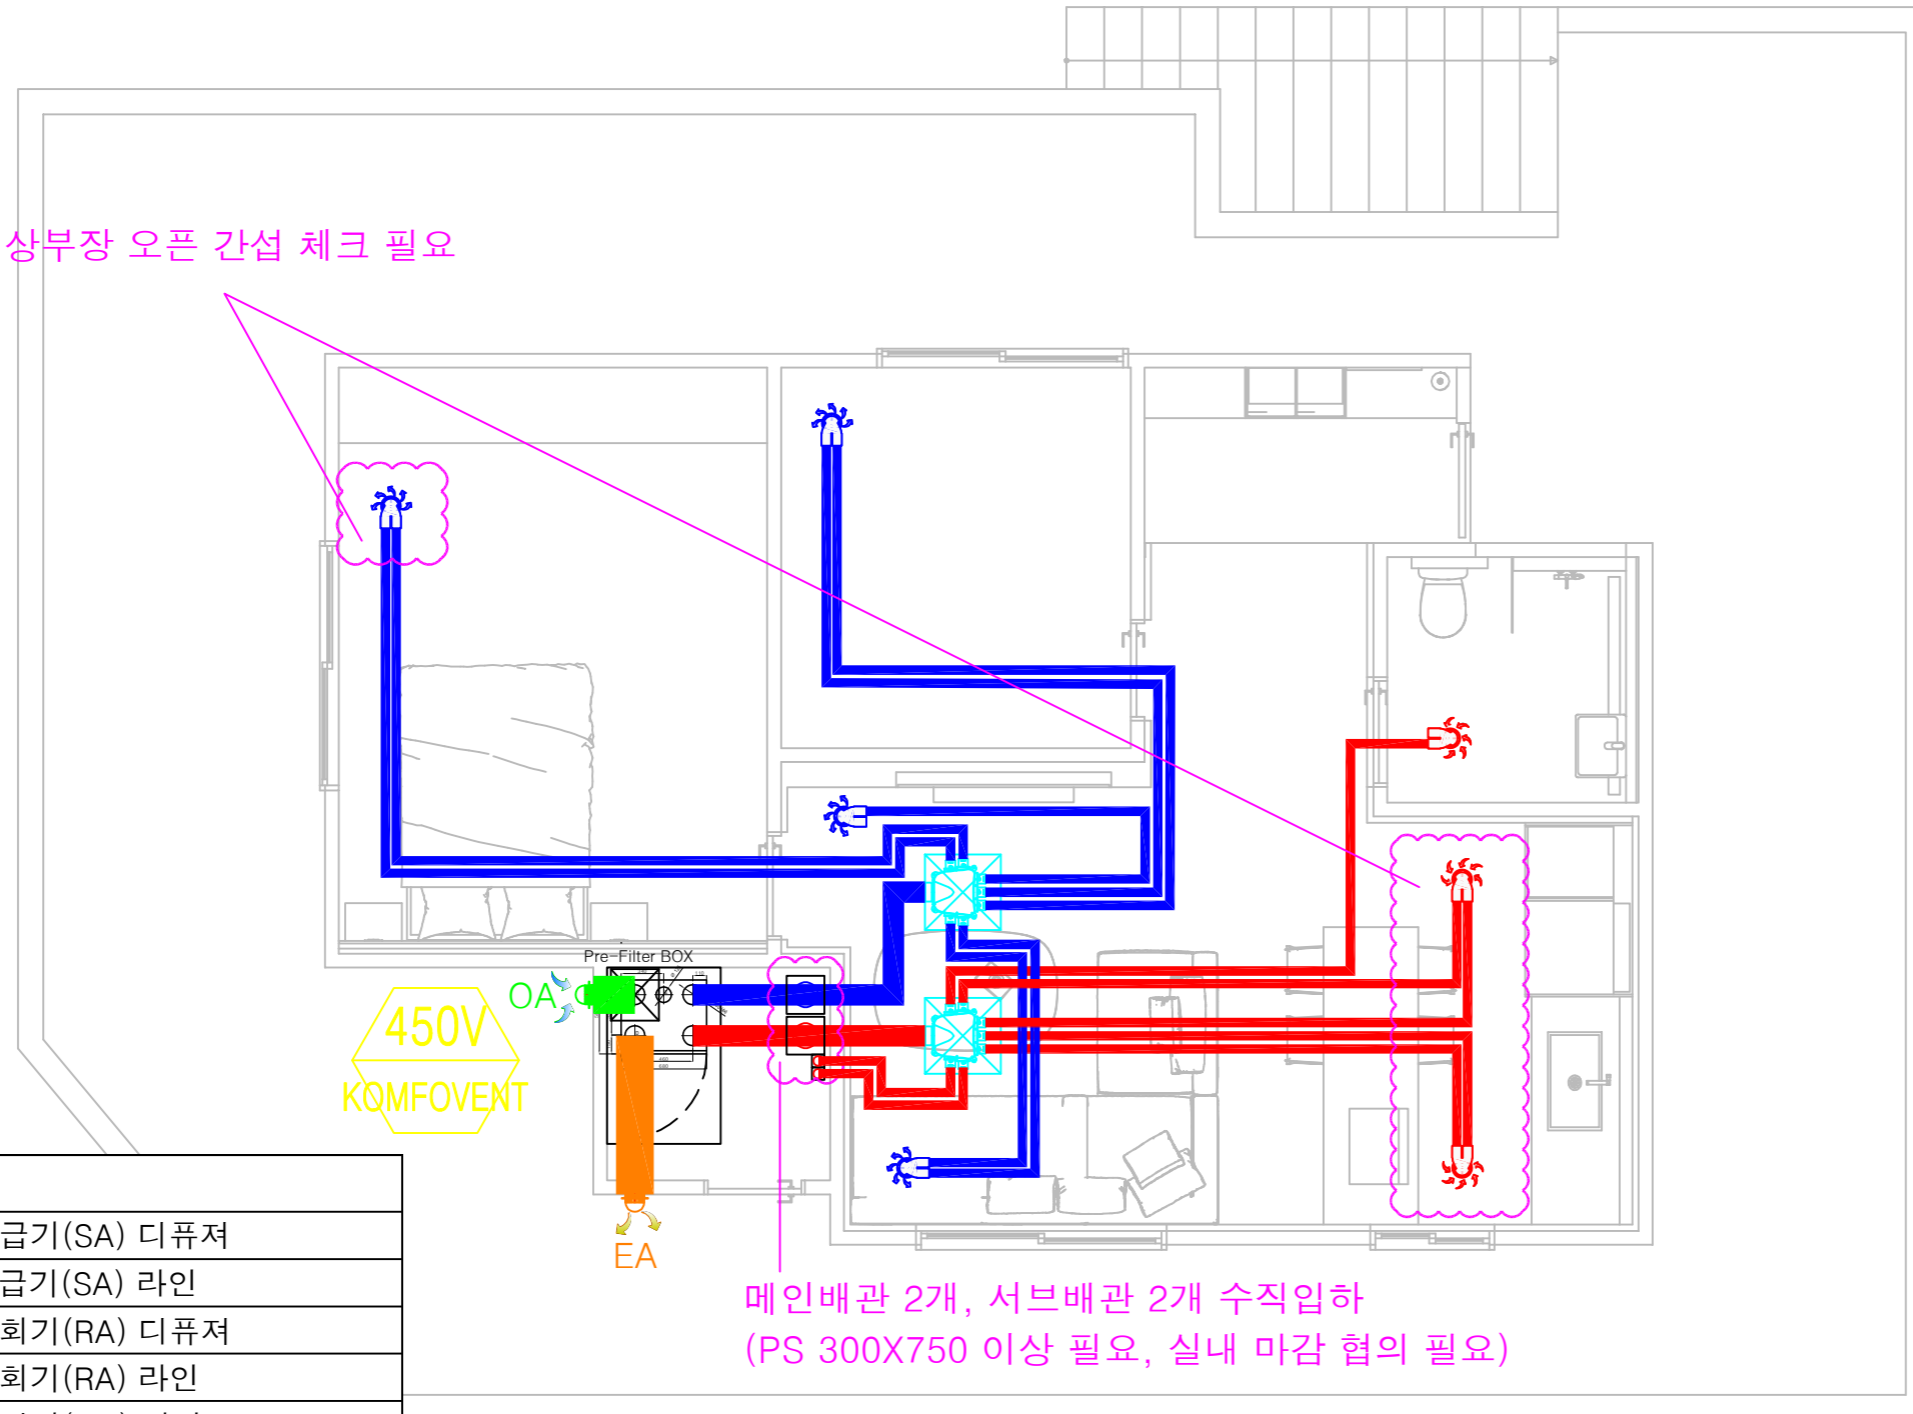 상부장 오픈 간섭 체크 필요
Pre-Filter BOX
OA
450V
KOMFOVENT
EA
급기(SA) 디퓨져
급기(SA) 라인
회기(RA) 디퓨져
회기(RA) 라인
메인배관 2개, 서브배관 2개 수직입하
(PS 300X750 이상 필요, 실내 마감 협의 필요)